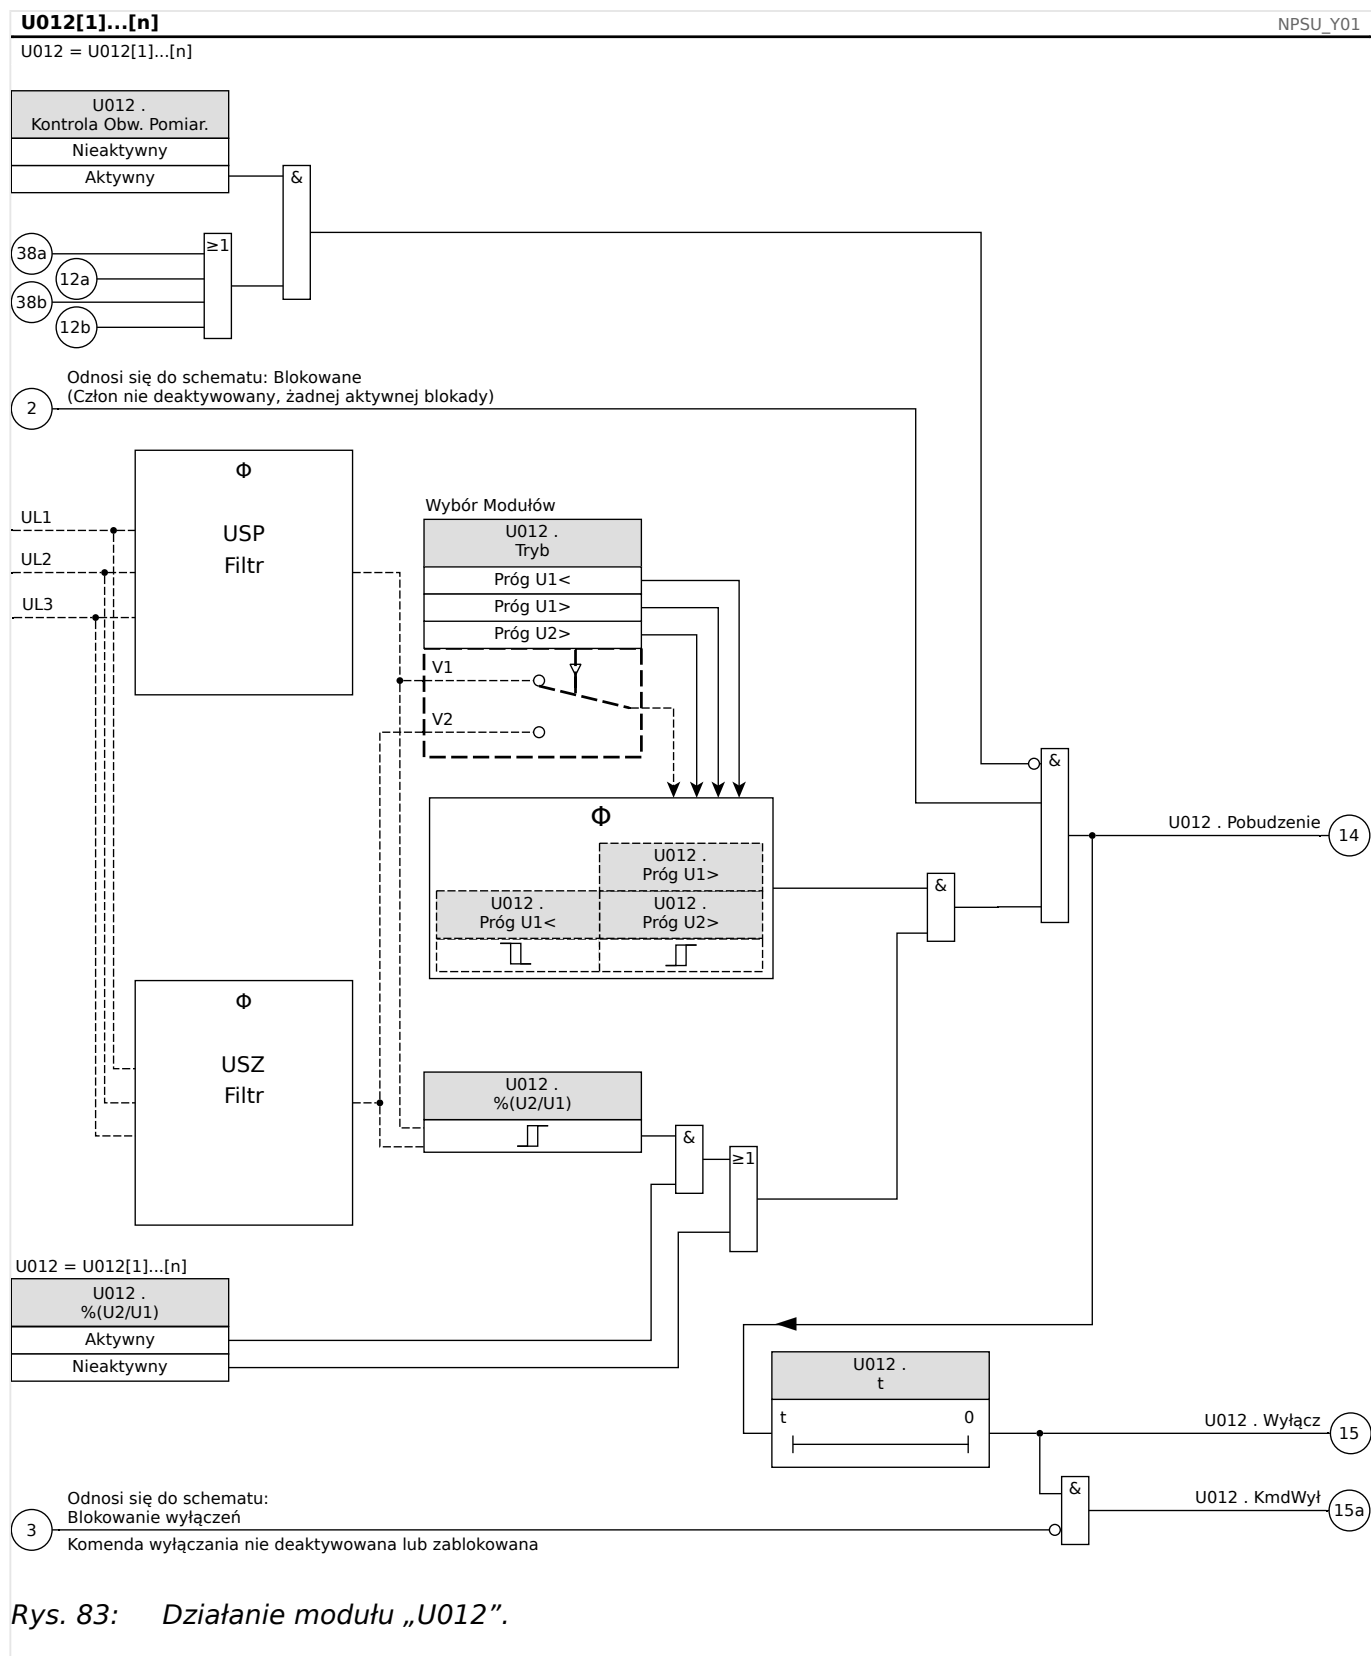 U012[1]...[n]
NPSU_Y01
U012 = U012[1]...[n]
U012 .
Kontrola Obw. Pomiar.
Nieaktywny
Aktywny
&
≥1
38a
12a
38b
12b
Odnosi się do schematu: Blokowane
(Człon nie deaktywowany, żadnej aktywnej blokady)
2
Φ
USP
Filtr
UL1
UL2
UL3
Wybór Modułów
U012 .
Tryb
Próg U1<
Próg U1>
Próg U2>
V1
V2
&
U012 . Pobudzenie
14
Φ
U012 .
Próg U1>
U012 .
Próg U1<
U012 .
Próg U2>
&
Φ
USZ
Filtr
U012 .
%(U2/U1)
&
≥1
U012 = U012[1]...[n]
U012 .
%(U2/U1)
Aktywny
Nieaktywny
U012 .
t
t
0
U012 . Wyłącz
15
&
U012 . KmdWył
15a
Odnosi się do schematu:
Blokowanie wyłączeń
3
Komenda wyłączania nie deaktywowana lub zablokowana
Rys. 83: Działanie modułu „U012”.